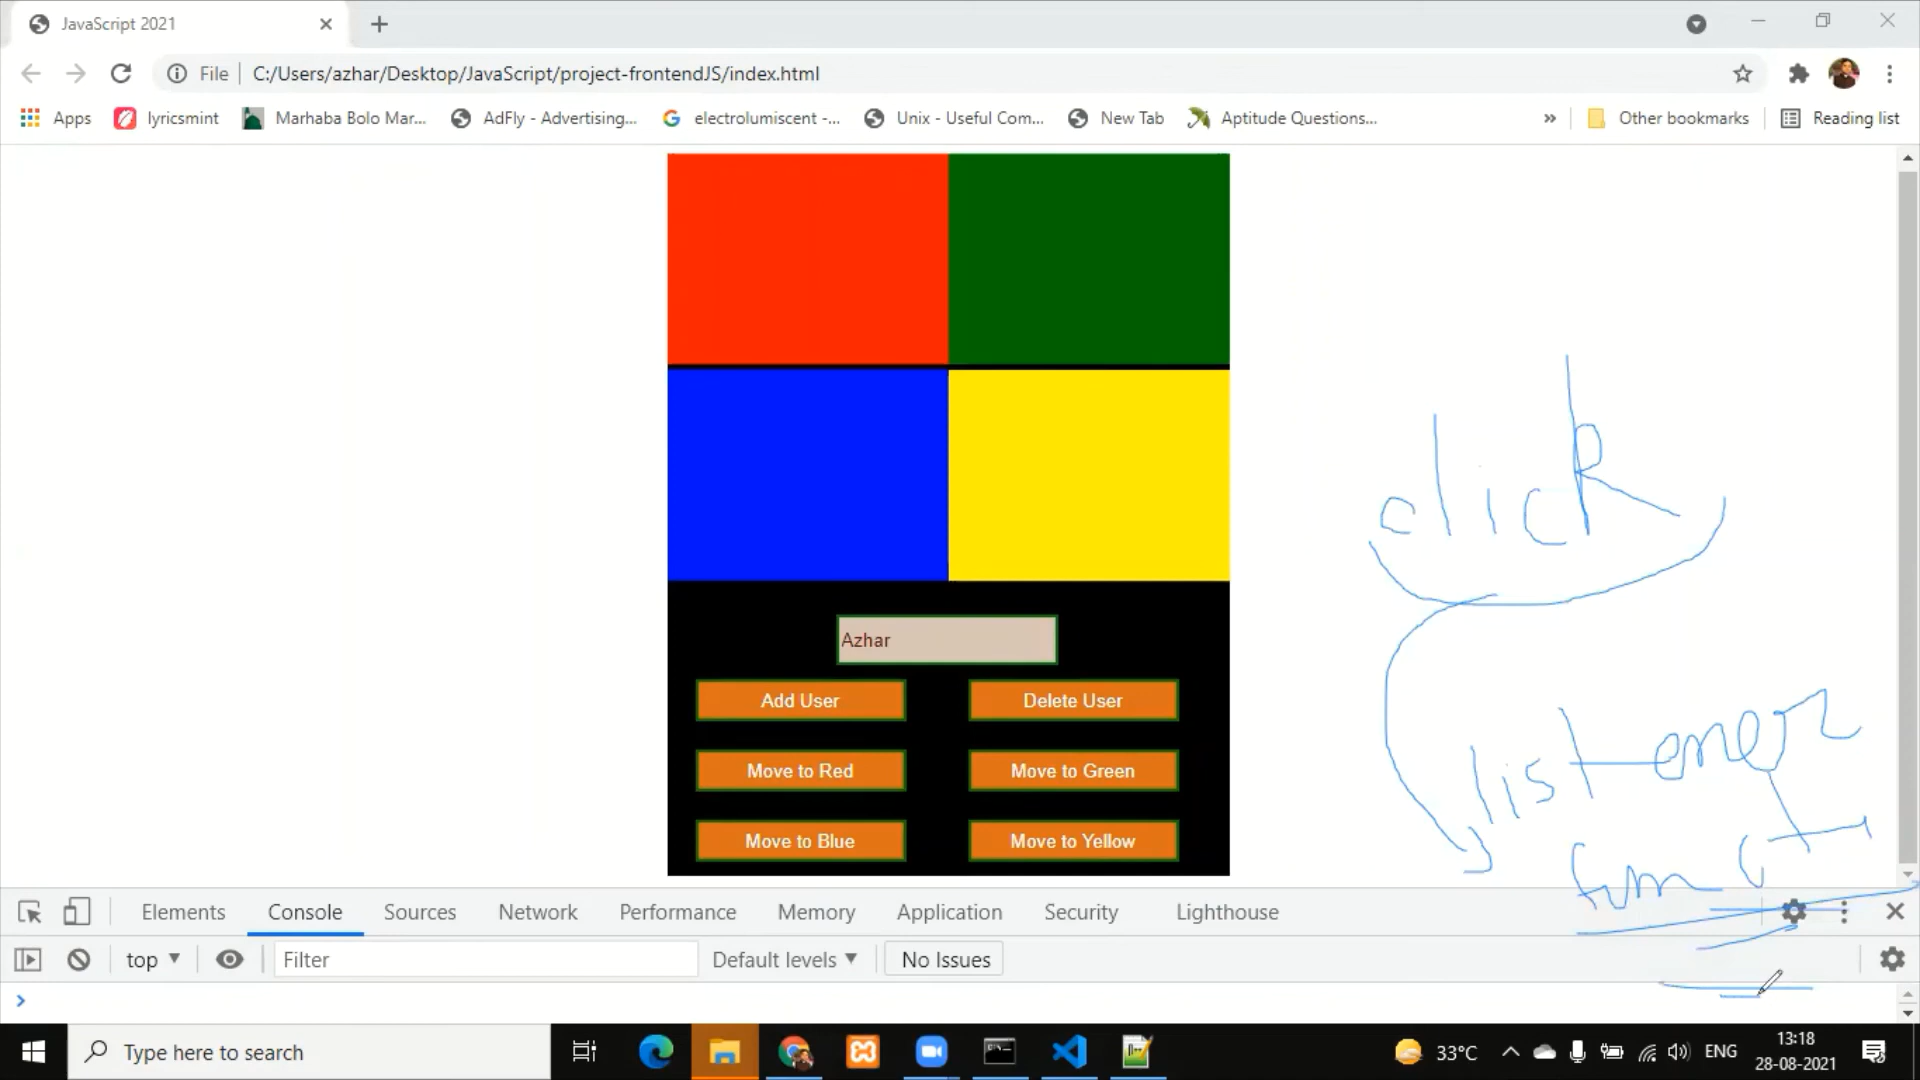 JavaScript 2021
File C:/Users/azhar/Desktop/JavaScript/project-frontendJS/index.html
Apps lyricsmint Marhaba Bolo Mar... AdFly - Advertising... electrolumiscent -... Unix - Useful Com... New Tab Aptitude Questions... » Other bookmarks Reading list
click
Azhar
Add User Delete User
Move to Red Move to Green
Move to Blue Move to Yellow
listener
Elements Console Sources Network Performance Memory Application Security Lighthouse
top Filter Default levels No Issues
Type here to search 33°C ENG 13:18
28-08-2021